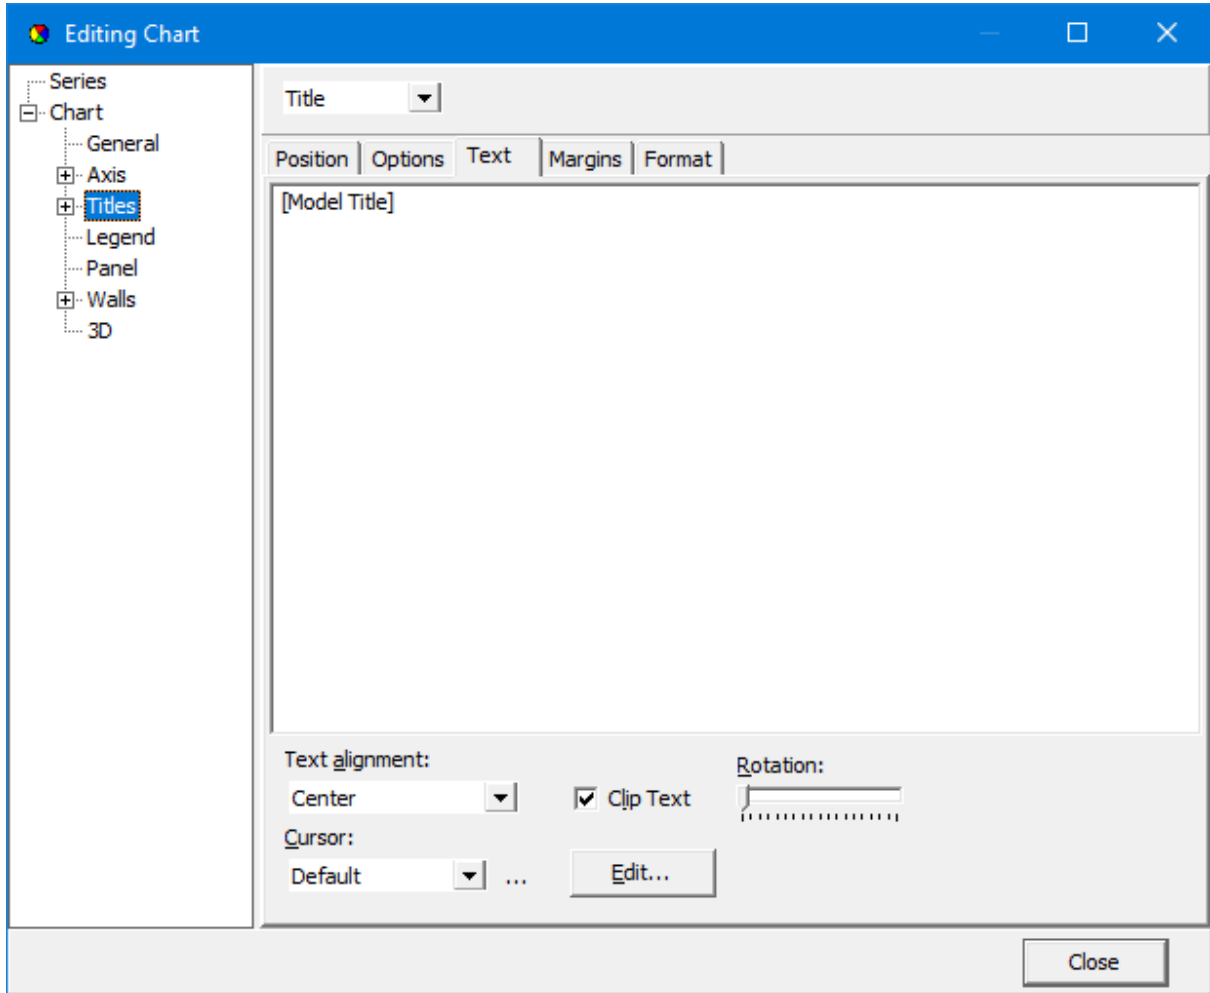 Editing Chart
Series
Chart
General
Axis
Titles
Legend
Panel
Walls
3D
Title
Position Options Text Margins Format
[Model Title]
Text alignment:
Center
Clip Text
Rotation:
Cursor:
Default
...
Edit...
Close